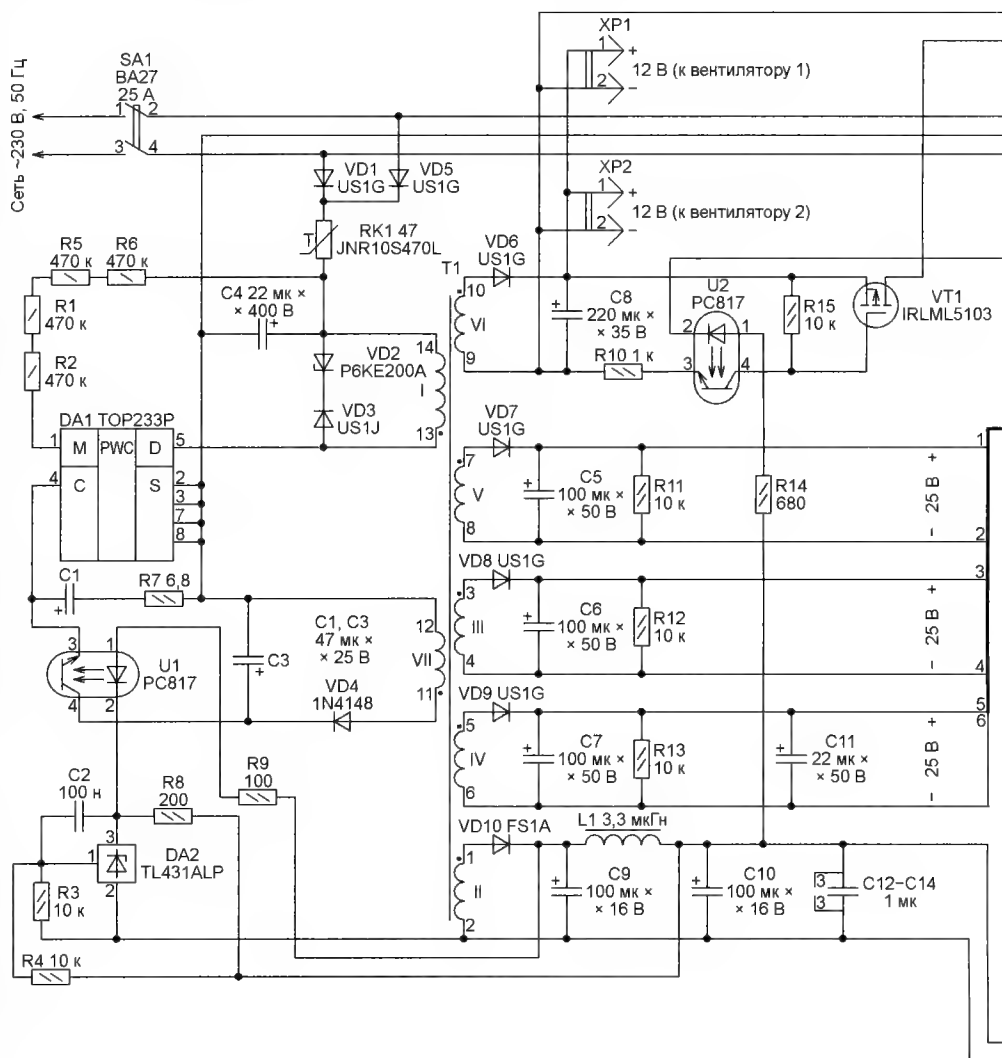 XP1
1
+
2
−
12 В (к вентилятору 1)
SA1
ВА27
25 А
1
2
3
4
Сеть ~230 В, 50 Гц
VD1
US1G
VD5
US1G
XP2
1
+
2
−
12 В (к вентилятору 2)
RK1 47
JNR10S470L
T
R5
470 к
R6
470 к
T1
VD6
US1G
10
VI
9
C8
220 мк ×
× 35 В
U2
PC817
2
1
3
4
R15
10 к
VT1
IRLML5103
R10 1 к
R1
470 к
R2
470 к
C4 22 мк ×
× 400 В
+
VD2
P6KE200A
VD3
US1J
14
I
13
DA1 TOP233P
1
M
PWC
D
5
4
C
S
2
3
7
8
VD7
US1G
7
V
8
+
C5
100 мк ×
× 50 В
R11
10 к
R14
680
− 25 В +
1
2
C1
+
R7 6,8
VD8 US1G
3
III
4
+
C6
100 мк ×
× 50 В
R12
10 к
− 25 В +
3
4
C1, C3
47 мк ×
× 25 В
C3
+
12
VII
11
VD4
1N4148
3
1
4
2
U1
PC817
VD9 US1G
5
IV
6
+
C7
100 мк ×
× 50 В
R13
10 к
+
C11
22 мк ×
× 50 В
− 25 В +
5
6
C2
100 н
R8
200
R9
100
3
1
2
DA2
TL431ALP
R3
10 к
R4 10 к
VD10 FS1A
L1 3,3 мкГн
1
II
2
+
C9
100 мк ×
× 16 В
+
C10
100 мк ×
× 16 В
3
3
C12–C14
1 мк